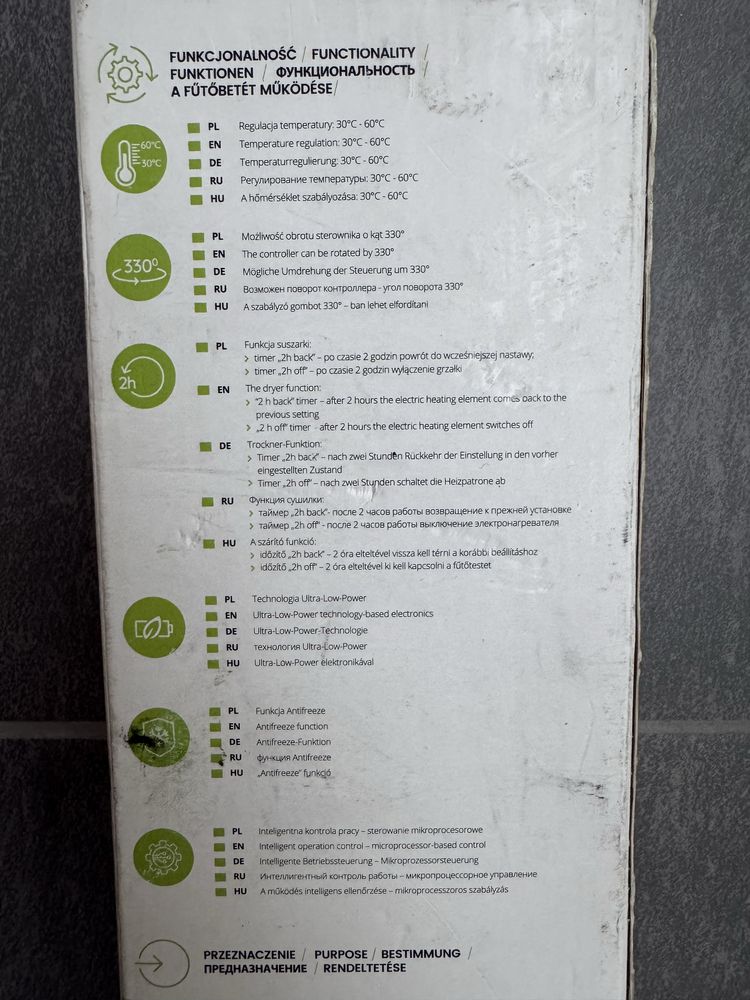 FUNKCJONALNOŚĆ / FUNCTIONALITY /
FUNKTIONEN / ФУНКЦИОНАЛЬНОСТЬ /
A FŰTŐBETÉT MŰKÖDÉSE/
60°C
30°C
PL Regulacja temperatury: 30°C - 60°C
EN Temperature regulation: 30°C - 60°C
DE Temperaturregulierung: 30°C - 60°C
RU Регулирование температуры: 30°C - 60°C
HU A hőmérséklet szabályozása: 30°C - 60°C
330°
PL Możliwość obrotu sterownika o kąt 330°
EN The controller can be rotated by 330°
DE Mögliche Umdrehung der Steuerung um 330°
RU Возможен поворот контроллера - угол поворота 330°
HU A szabályzó gombot 330° – ban lehet elfordítani
2h
PL Funkcja suszarki:
› timer „2h back” – po czasie 2 godzin powrót do wcześniejszej nastawy;
› timer „2h off” – po czasie 2 godzin wyłączenie grzałki
EN The dryer function:
› “2 h back” timer – after 2 hours the electric heating element comes back to the
previous setting
› „2 h off” timer - after 2 hours the electric heating element switches off
DE Trockner-Funktion:
› Timer „2h back” – nach zwei Stunden Rückkehr der Einstellung in den vorher
eingestellten Zustand
› Timer „2h off” – nach zwei Stunden schaltet die Heizpatrone ab
RU Функция сушилки:
› таймер „2h back”- после 2 часов работы возвращение к прежней установке
› таймер „2h off” - после 2 часов работы выключение электронагревателя
HU A szárító funkció:
› időzítő „2h back” – 2 óra elteltével vissza kell térni a korábbi beállításhoz
› időzítő „2h off” – 2 óra elteltével ki kell kapcsolni a fűtőtestet
PL Technologia Ultra-Low-Power
EN Ultra-Low-Power technology-based electronics
DE Ultra-Low-Power-Technologie
RU технология Ultra-Low-Power
HU Ultra-Low-Power elektronikával
PL Funkcja Antifreeze
EN Antifreeze function
DE Antifreeze-Funktion
RU функция Antifreeze
HU „Antifreeze” funkció
PL Inteligentna kontrola pracy – sterowanie mikroprocesorowe
EN Intelligent operation control – microprocessor-based control
DE Intelligente Betriebssteuerung – Mikroprozessorsteuerung
RU Интеллигентный контроль работы – микропроцессорное управление
HU A működés intelligens ellenőrzése – mikroprocesszoros szabályzás
PRZEZNACZENIE / PURPOSE / BESTIMMUNG /
ПРЕДНАЗНАЧЕНИЕ / RENDELTETÉSE